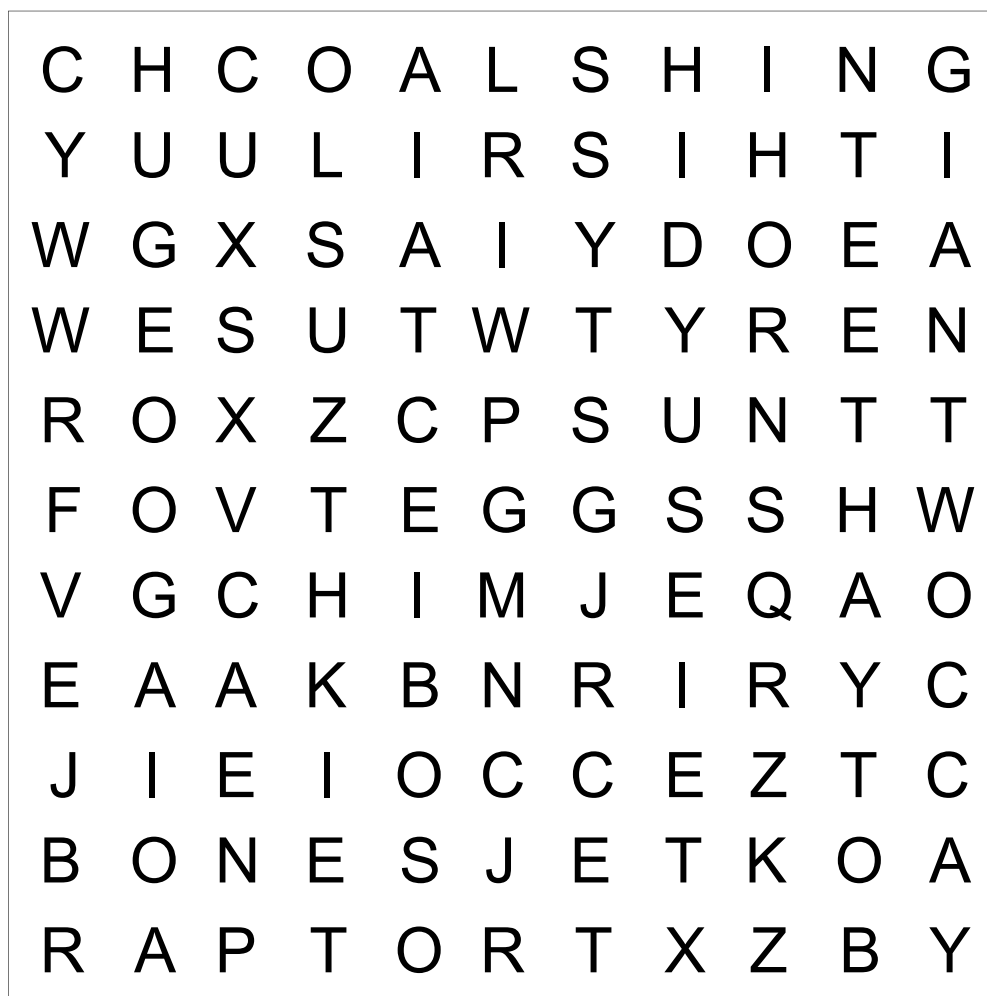 C H C O A L S H I N G
Y U U L I R S I H T I
W G X S A I Y D O E A
W E S U T W T Y R E N
R O X Z C P S U N T T
F O V T E G G S S H W
V G C H I M J E Q A O
E A A K B N R I R Y C
J I E I O C C E Z T C
B O N E S J E T K O A
R A P T O R T X Z B Y